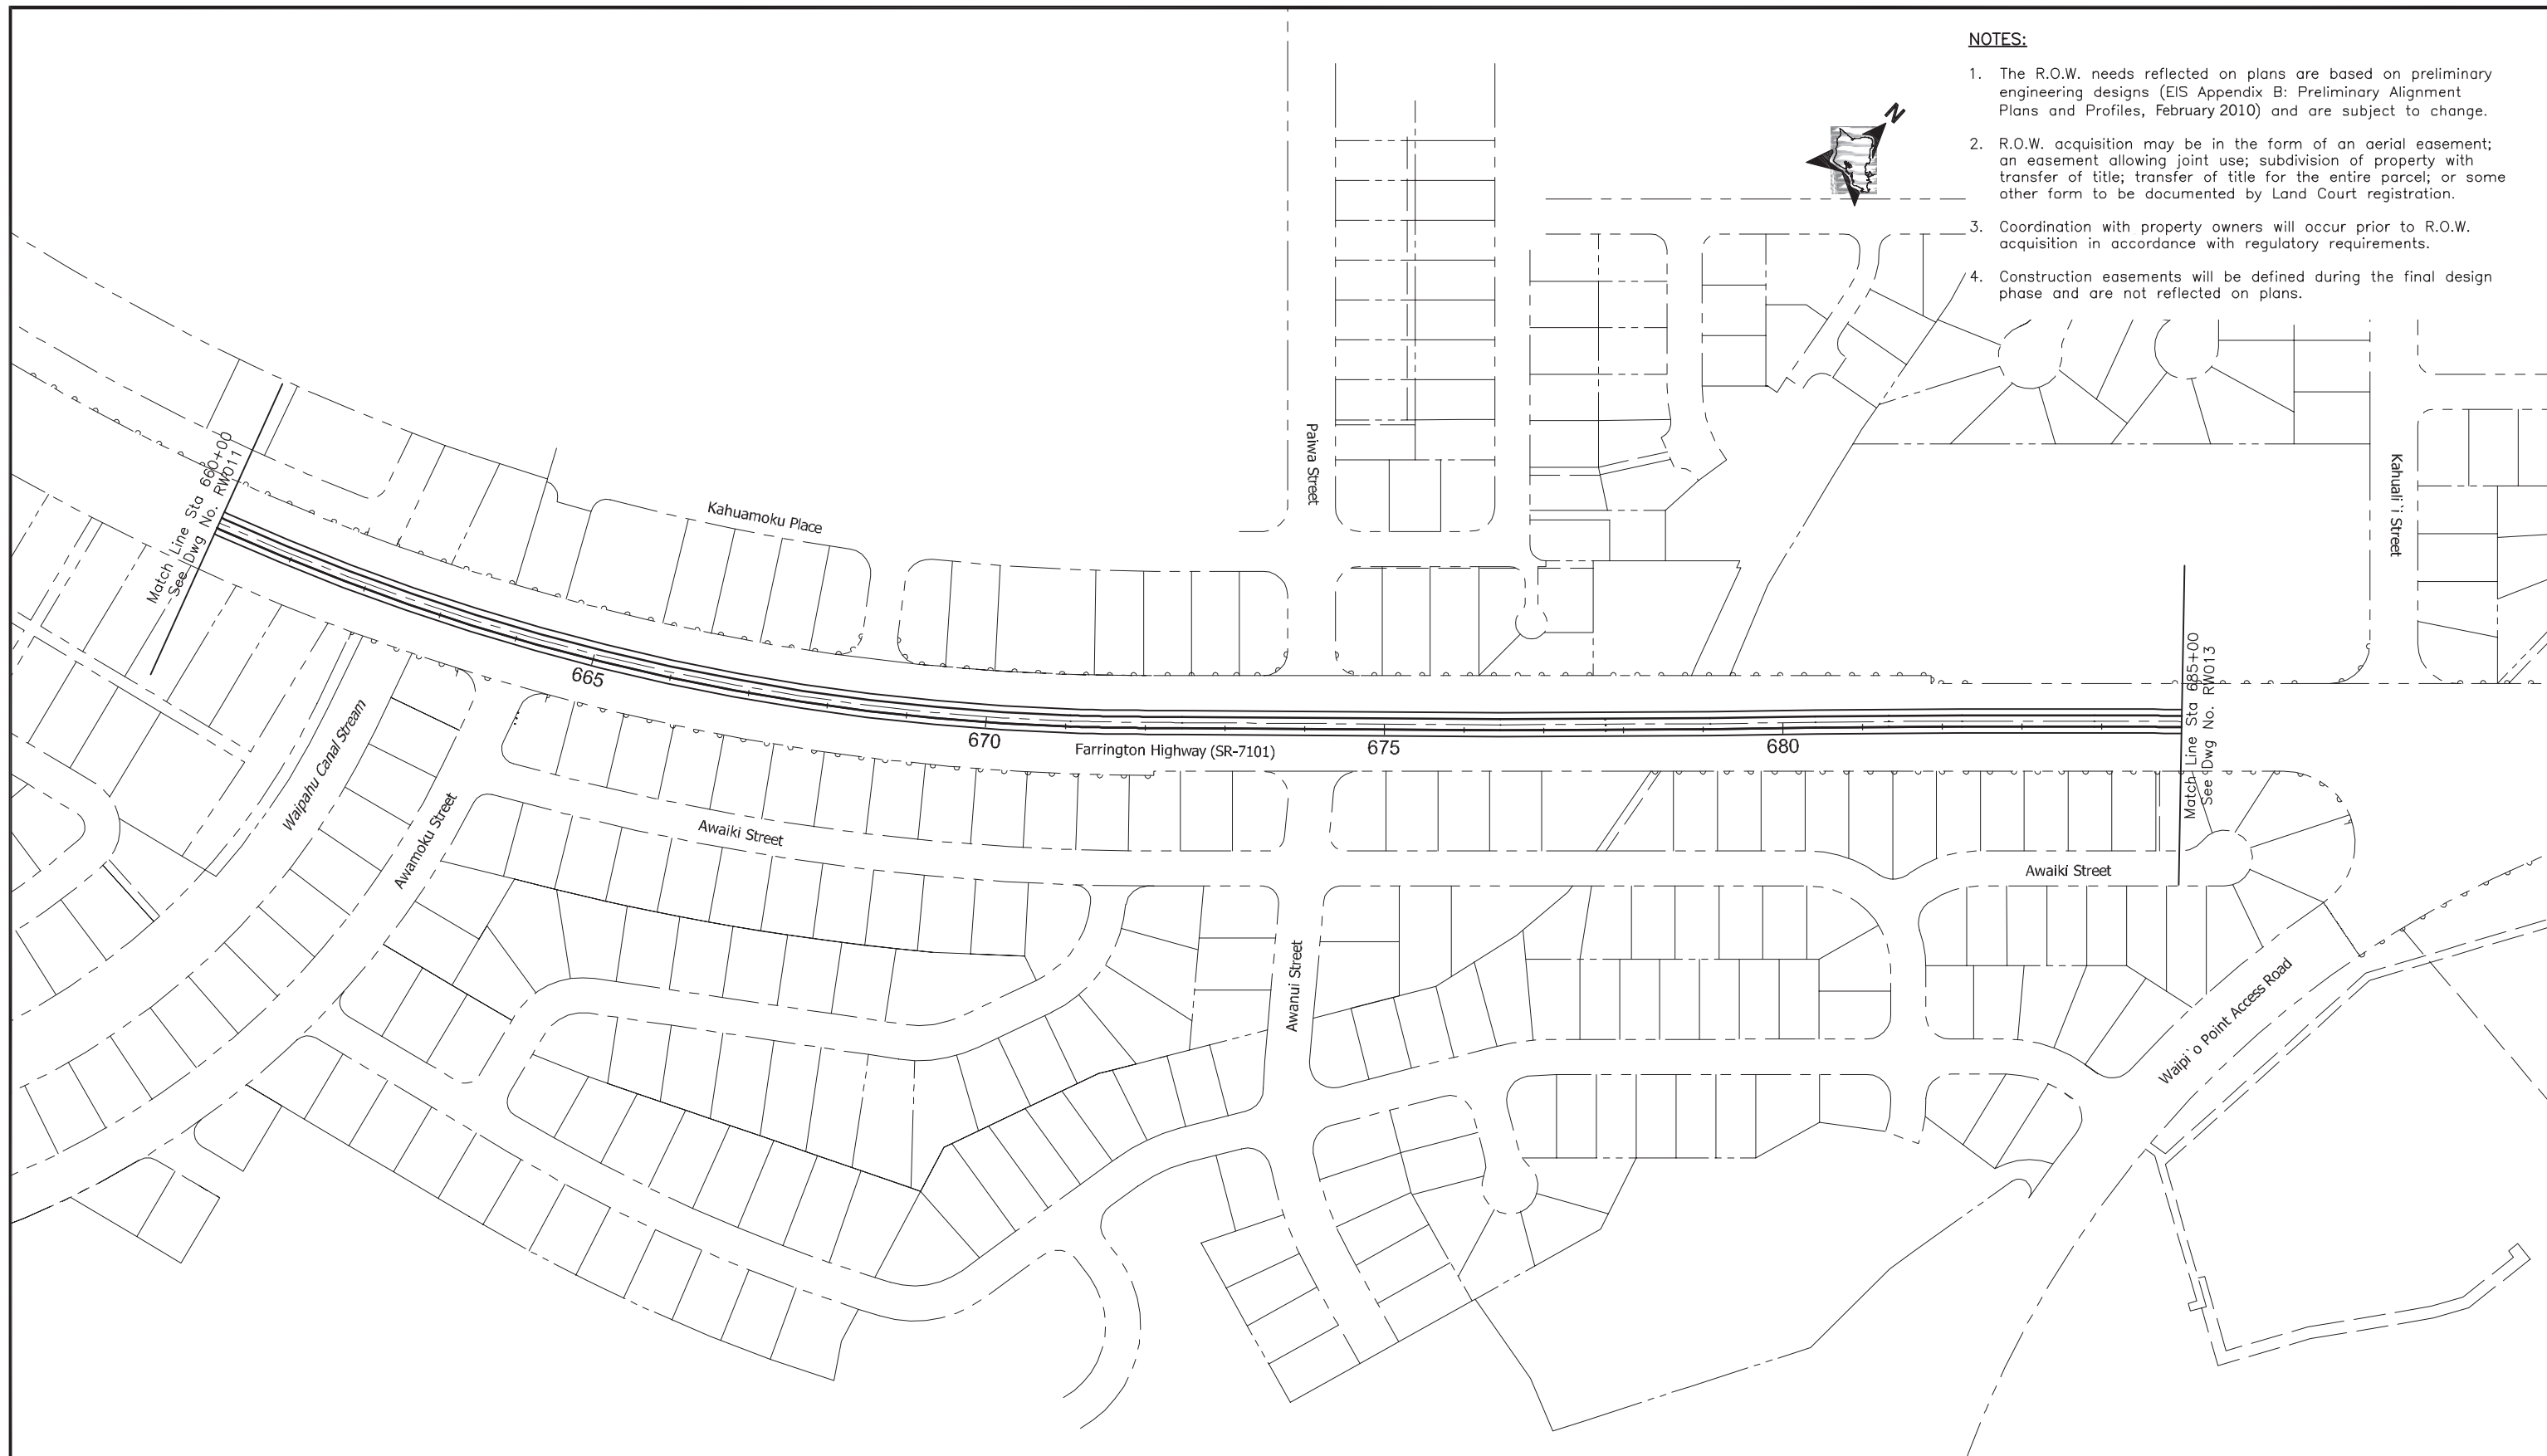 NOTES:
1. The R.O.W. needs reflected on plans are based on preliminary
engineering designs (EIS Appendix B: Preliminary Alignment
Plans and Profiles, February 2010) and are subject to change.
2. R.O.W. acquisition may be in the form of an aerial easement;
an easement allowing joint use; subdivision of property with
transfer of title; transfer of title for the entire parcel; or some
other form to be documented by Land Court registration.
3. Coordination with property owners will occur prior to R.O.W.
acquisition in accordance with regulatory requirements.
4. Construction easements will be defined during the final design
phase and are not reflected on plans.
N
Match Line Sta 660+00
See Dwg No. RW011
Kahuamoku Place
Paiwa Street
Kahuali`i Street
665
670
675
680
Farrington Highway (SR-7101)
Match Line Sta 685+00
See Dwg No. RW013
Waipahu Canal Stream
Awamoku Street
Awaiki Street
Awaiki Street
Awanui Street
Waipi`o Point Access Road